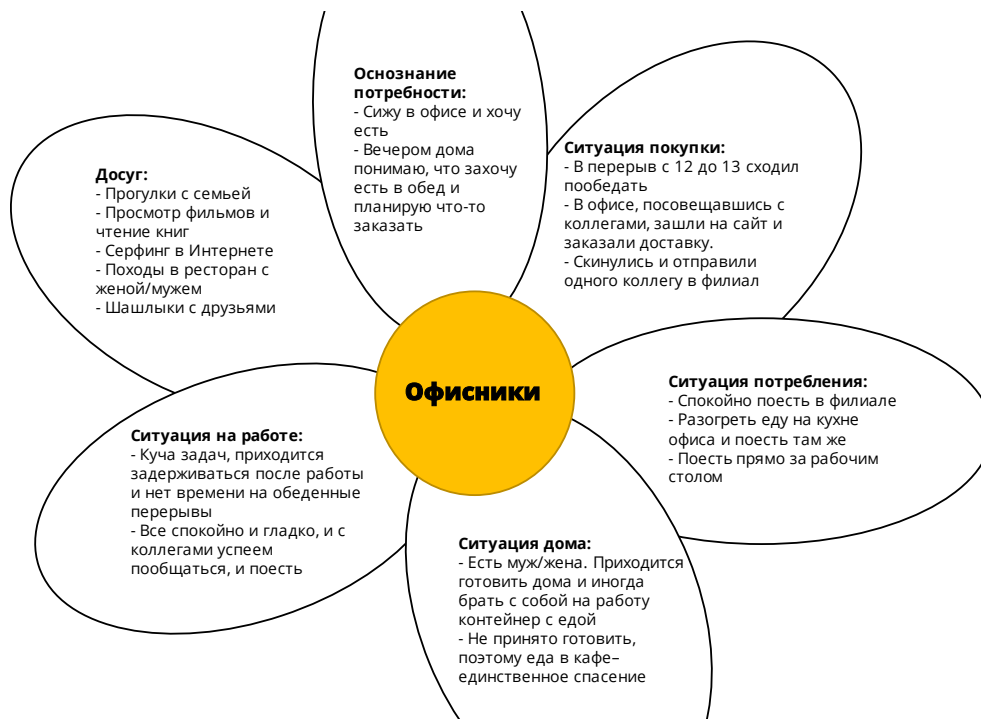 Оснознание
потребности:
- Сижу в офисе и хочу
есть
- Вечером дома
понимаю, что захочу
есть в обед и
планирую что-то
заказать
Ситуация покупки:
- В перерыв с 12 до 13 сходил
пообедать
- В офисе, посовещавшись с
коллегами, зашли на сайт и
заказали доставку.
- Скинулись и отправили
одного коллегу в филиал
Досуг:
- Прогулки с семьей
- Просмотр фильмов и
чтение книг
- Серфинг в Интернете
- Походы в ресторан с
женой/мужем
- Шашлыки с друзьями
Офисники
Ситуация потребления:
- Спокойно поесть в филиале
- Разогреть еду на кухне
офиса и поесть там же
- Поесть прямо за рабочим
столом
Ситуация на работе:
- Куча задач, приходится
задерживаться после работы
и нет времени на обеденные
перерывы
- Все спокойно и гладко, и с
коллегами успеем
пообщаться, и поесть
Ситуация дома:
- Есть муж/жена. Приходится
готовить дома и иногда
брать с собой на работу
контейнер с едой
- Не принято готовить,
поэтому еда в кафе–
единственное спасение